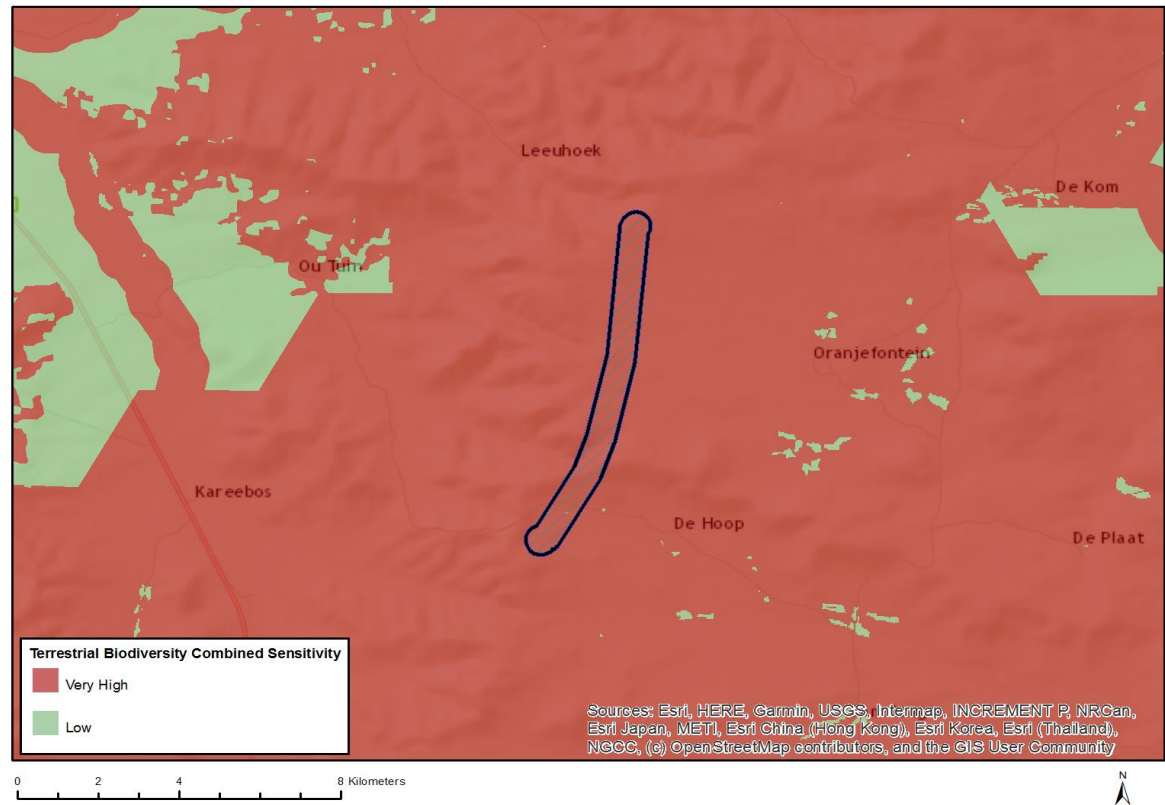 Leeuhoek
De Kom
Ou Tuin
Oranjefontein
Kareebos
De Hoop
De Plaat
Terrestrial Biodiversity Combined Sensitivity
Very High
Low
Sources: Esri, HERE, Garmin, USGS, Intermap, INCREMENT P, NRCan,
Esri Japan, METI, Esri China (Hong Kong), Esri Korea, Esri (Thailand),
NGCC, (c) OpenStreetMap contributors, and the GIS User Community
0 2 4 8 Kilometers
N